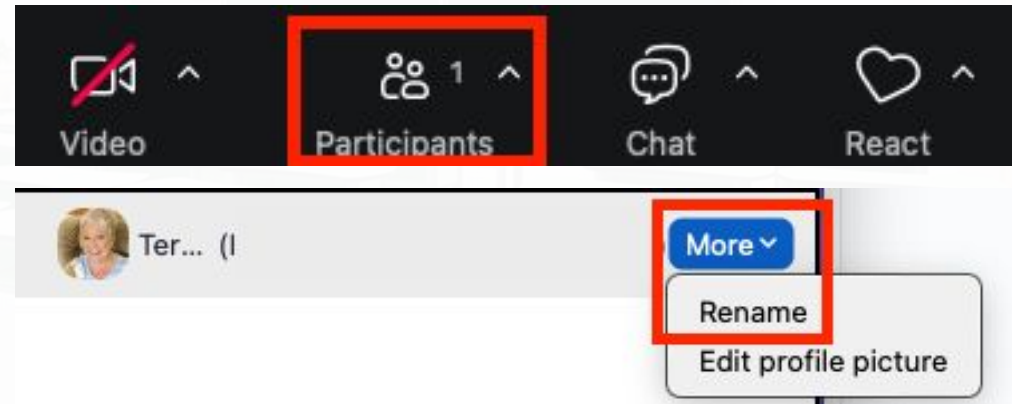 1
Video Participants Chat React
Ter... (I More
Rename
Edit profile picture